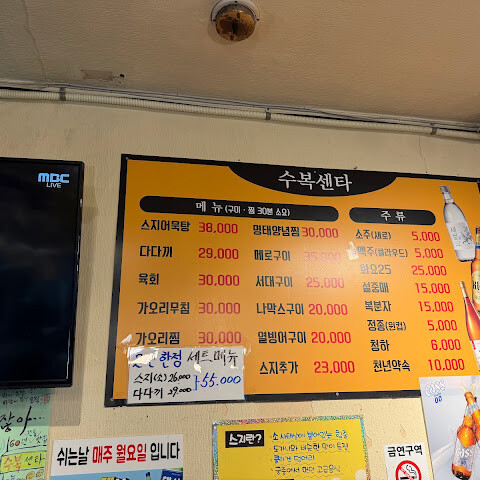 MBC
LIVE
수복센타
메 뉴 (구이·찜 30분 소요)
스지어묵탕 38,000
다다끼 29,000
육회 30,000
가오리무침 30,000
가오리찜 30,000
명태양념찜 30,000
메로구이 35,000
서대구이 25,000
나막스구이 20,000
열빙어구이 20,000
스지추가 23,000
주 류
소주(새로) 5,000
맥주(클라우드) 5,000
화요25 25,000
설중매 15,000
복분자 15,000
정종(원컵) 5,000
청하 6,000
천년약속 10,000
한정 세트메뉴
스지(소) 26,000
다다끼 29,000
55,000
쉬는날 매주 월요일 입니다
스지란?
금연구역